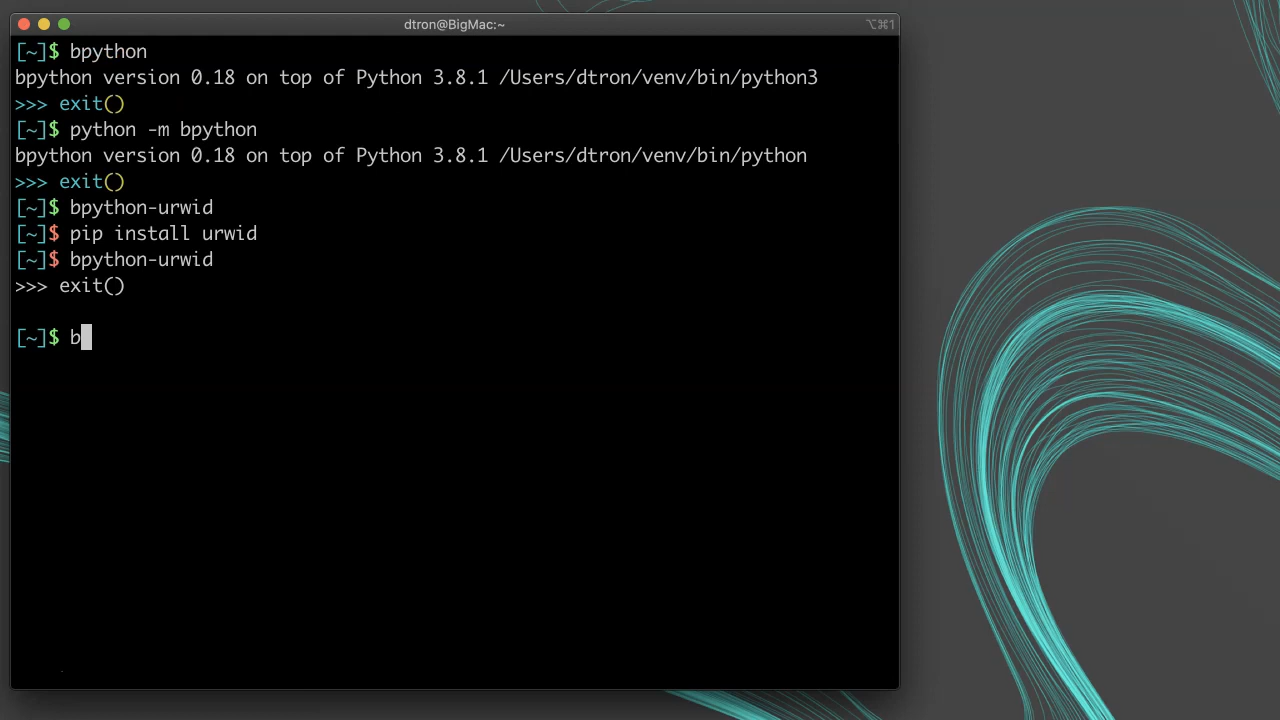 dtron@BigMac:~
⌥⌘1
[~]$ bpython
bpython version 0.18 on top of Python 3.8.1 /Users/dtron/venv/bin/python3
>>> exit()
[~]$ python -m bpython
bpython version 0.18 on top of Python 3.8.1 /Users/dtron/venv/bin/python
>>> exit()
[~]$ bpython-urwid
[~]$ pip install urwid
[~]$ bpython-urwid
>>> exit()
[~]$ b